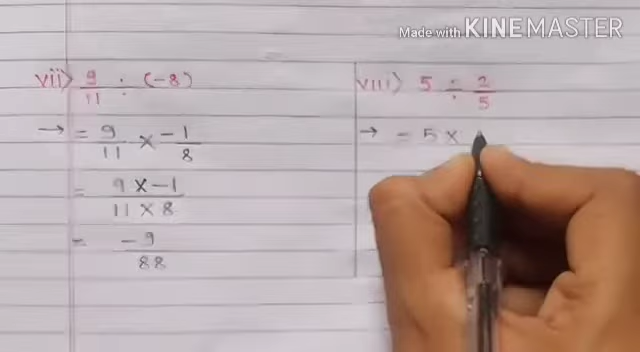 Made with KINEMASTER
vii) 9/11 ÷ (-8)
→ = 9/11 × -1/8
= 9 × -1 / 11 × 8
= -9/88
viii) 5 ÷ 2/5
→ = 5 ×